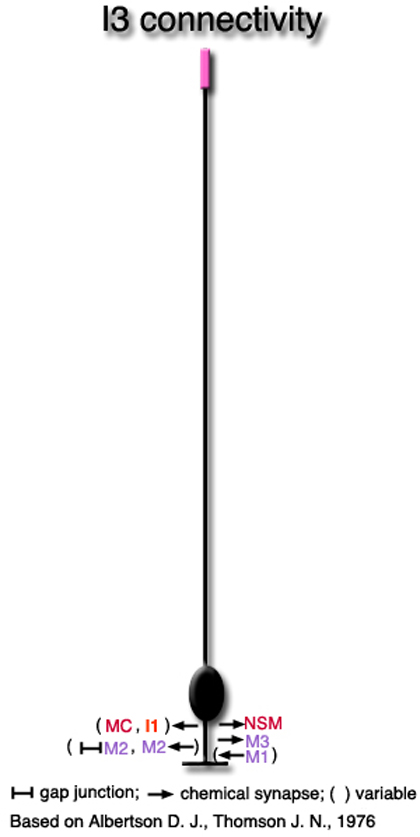 I3 connectivity
( MC , I1 ) NSM
( M2 , M2 ) M3
( M1 )
gap junction; chemical synapse; ( ) variable
Based on Albertson D. J., Thomson J. N., 1976